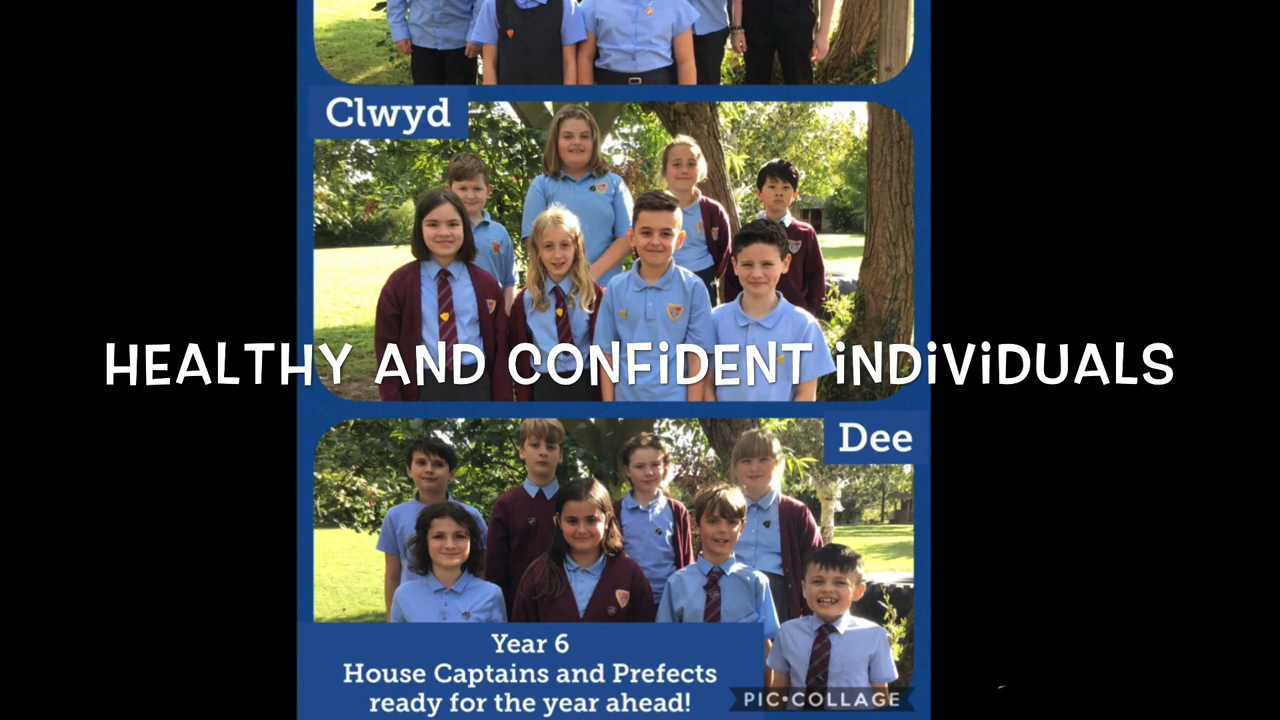 Clwyd
HEALTHY AND CONFiDENT iNDiViDUALS
Dee
Year 6
House Captains and Prefects
ready for the year ahead!
PIC•COLLAGE